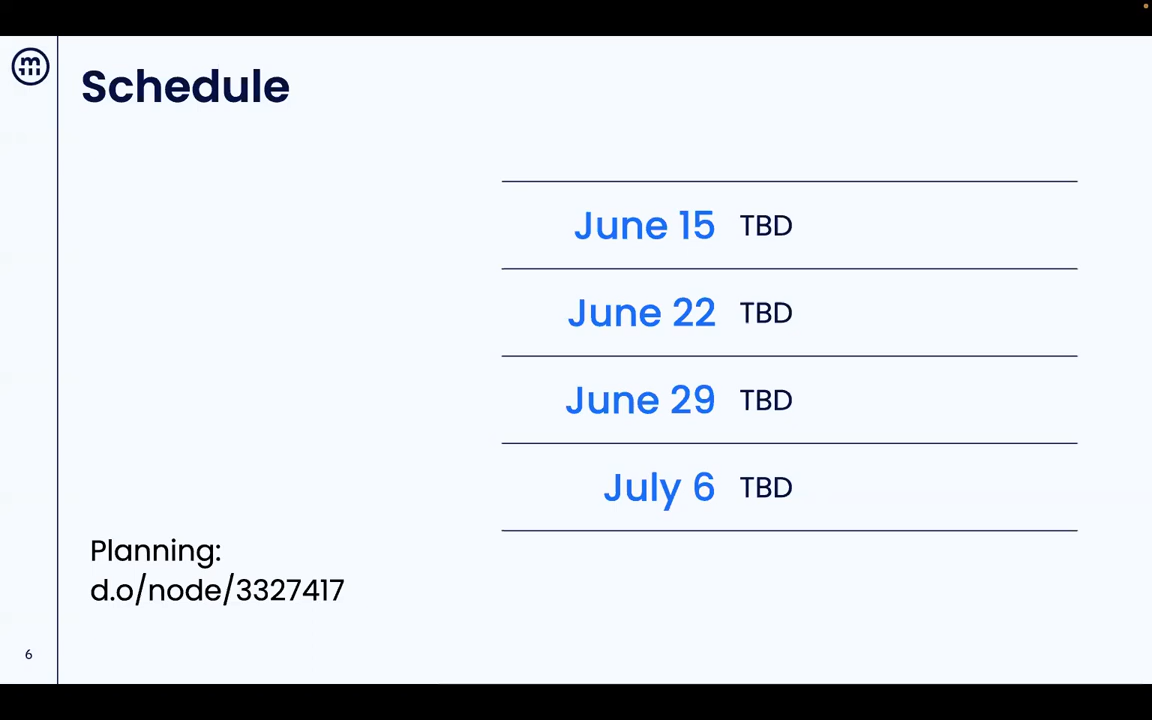 Schedule
June 15 TBD
June 22 TBD
June 29 TBD
July 6 TBD
Planning:
d.o/node/3327417
6